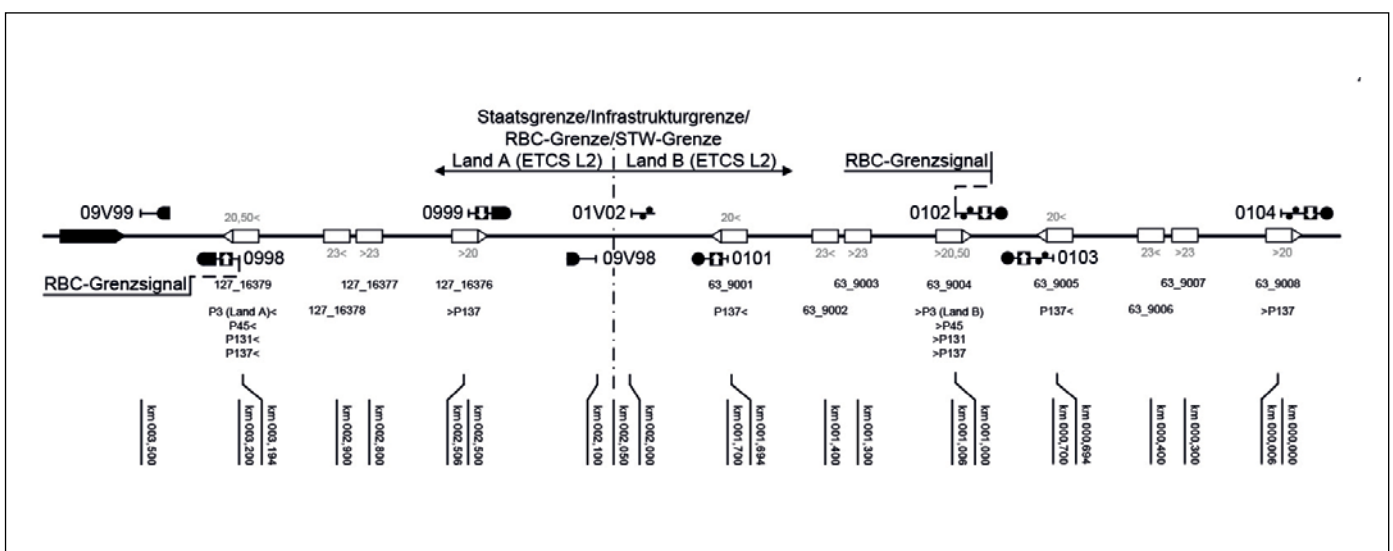 Staatsgrenze/Infrastrukturgrenze/
RBC-Grenze/STW-Grenze
Land A (ETCS L2) Land B (ETCS L2)
RBC-Grenzsignal
09V99 0999 01V02 0102 0104
20,50< 20< 20<
23< >23 >20 23< >23 >20,50 23< >23 >20
0998 09V98 0101 0103
RBC-Grenzsignal
127_16379 127_16377 127_16376 63_9001 63_9003 63_9004 63_9005 63_9007 63_9008
P3 (Land A)< 127_16378 >P137 P137< 63_9002 >P3 (Land B) P137< 63_9006 >P137
P45< >P45
P131< >P131
P137< >P137
km 003,500
km 003,200
km 003,194
km 002,900
km 002,800
km 002,506
km 002,500
km 002,100
km 002,050
km 002,000
km 001,700
km 001,694
km 001,400
km 001,300
km 001,006
km 001,000
km 000,700
km 000,694
km 000,400
km 000,300
km 000,006
km 000,000